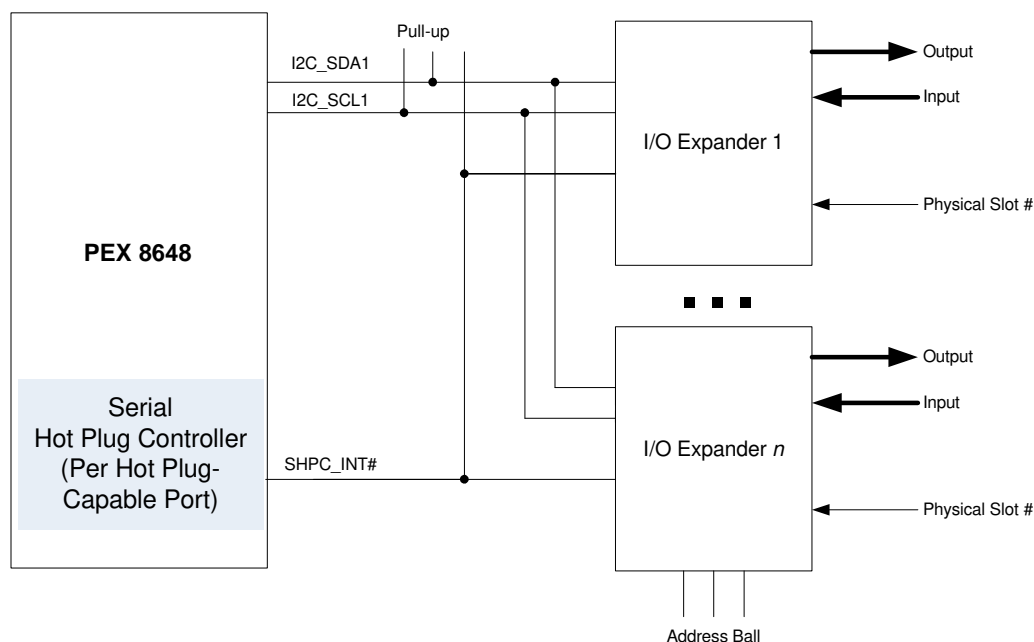 Pull-up
I2C_SDA1
I2C_SCL1
Output
Input
I/O Expander 1
Physical Slot #
PEX 8648
Output
Input
I/O Expander n
Physical Slot #
Serial
Hot Plug Controller
(Per Hot Plug-
Capable Port)
SHPC_INT#
Address Ball